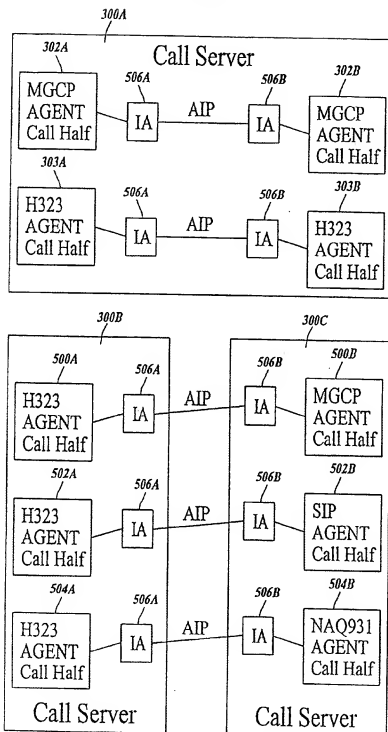 300A
Call Server
302A
506A
506B
302B
MGCP
AGENT
Call Half
IA
AIP
IA
MGCP
AGENT
Call Half
303A
506A
506B
303B
H323
AGENT
Call Half
IA
AIP
IA
H323
AGENT
Call Half
300B
300C
500A
506A
506B
500B
H323
AGENT
Call Half
IA
AIP
IA
MGCP
AGENT
Call Half
502A
506A
506B
502B
H323
AGENT
Call Half
IA
AIP
IA
SIP
AGENT
Call Half
504A
506A
506B
504B
H323
AGENT
Call Half
IA
AIP
IA
NAQ931
AGENT
Call Half
Call Server
Call Server